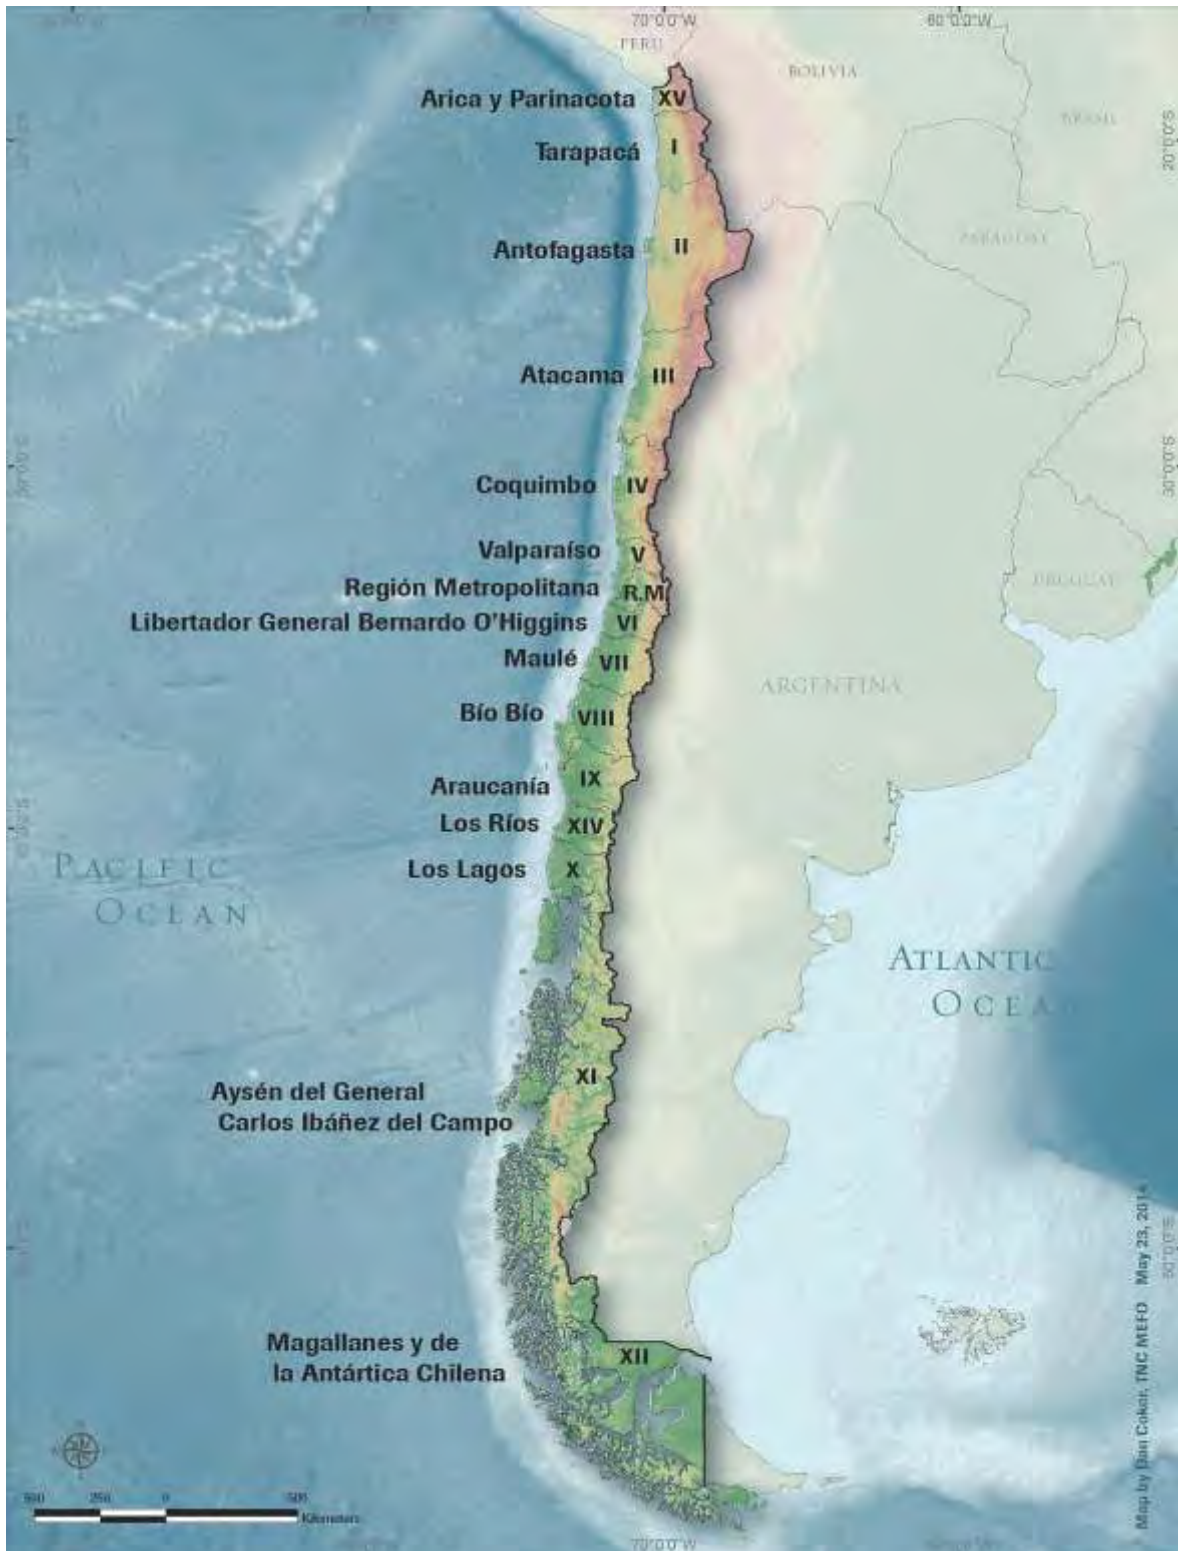 70°0'0"W
60°0'0"W
PERU
BOLIVIA
Arica y Parinacota
XV
BRASIL
20°0'0"S
Tarapacá
I
Antofagasta
II
PARAGUAY
Atacama
III
30°0'0"S
Coquimbo
IV
Valparaíso
V
Región Metropolitana
R.M
URUGUAY
Libertador General Bernardo O'Higgins
VI
Maulé
VII
ARGENTINA
Bío Bío
VIII
Araucanía
IX
Los Ríos
XIV
PACIFIC
OCEAN
Los Lagos
X
ATLANTIC
OCEAN
XI
Aysén del General
Carlos Ibáñez del Campo
Magallanes y de
la Antártica Chilena
XII
50°0'0"S
Map by Dan Coker, TNC MEFO May 23, 2014
500 250 0 500
Kilometers
70°0'0"W